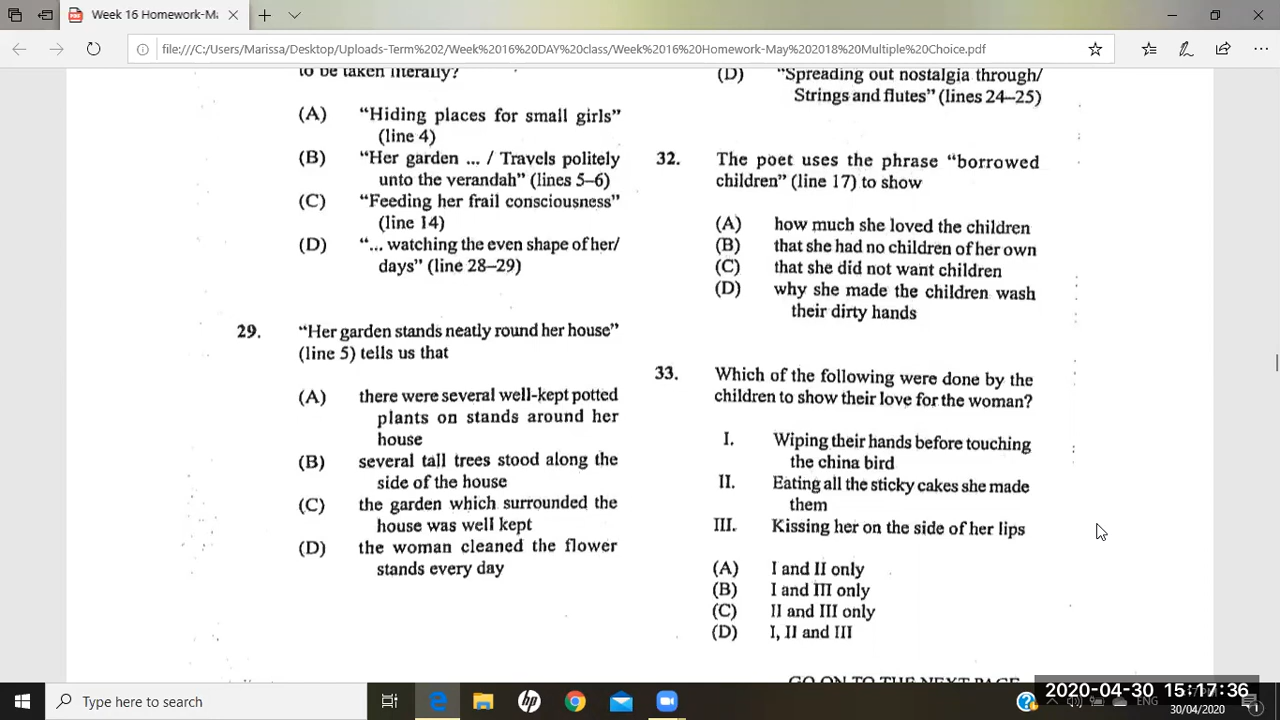 Week 16 Homework-M
file:///C:/Users/Marissa/Desktop/Uploads-Term%202/Week%2016%20DAY%20class/Week%2016%20Homework-May%202018%20Multiple%20Choice.pdf
to be taken literally?
(A) "Hiding places for small girls"
(line 4)
(B) "Her garden ... / Travels politely
unto the verandah" (lines 5–6)
(C) "Feeding her frail consciousness"
(line 14)
(D) "... watching the even shape of her/
days" (line 28–29)
29. "Her garden stands neatly round her house"
(line 5) tells us that
(A) there were several well-kept potted
plants on stands around her
house
(B) several tall trees stood along the
side of the house
(C) the garden which surrounded the
house was well kept
(D) the woman cleaned the flower
stands every day
(D) "Spreading out nostalgia through/
Strings and flutes" (lines 24–25)
32. The poet uses the phrase "borrowed
children" (line 17) to show
(A) how much she loved the children
(B) that she had no children of her own
(C) that she did not want children
(D) why she made the children wash
their dirty hands
33. Which of the following were done by the
children to show their love for the woman?
I. Wiping their hands before touching
the china bird
II. Eating all the sticky cakes she made
them
III. Kissing her on the side of her lips
(A) I and II only
(B) I and III only
(C) II and III only
(D) I, II and III
GO ON TO THE NEXT PAGE
Type here to search
hp
ENG
2020-04-30
30/04/2020